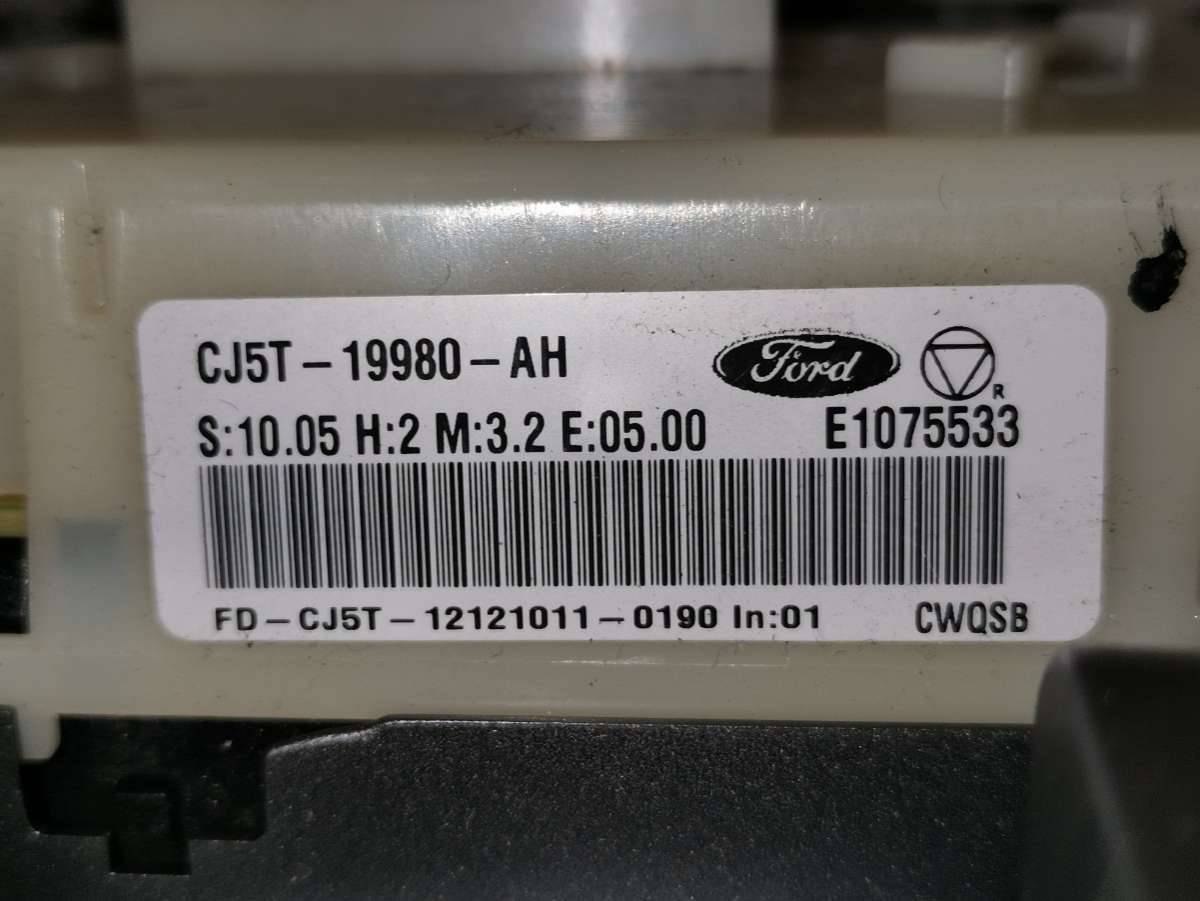 CJ5T-19980-AH
Ford
R
S:10.05 H:2 M:3.2 E:05.00 E1075533
FD-CJ5T-12121011-0190 In:01 CWQSB